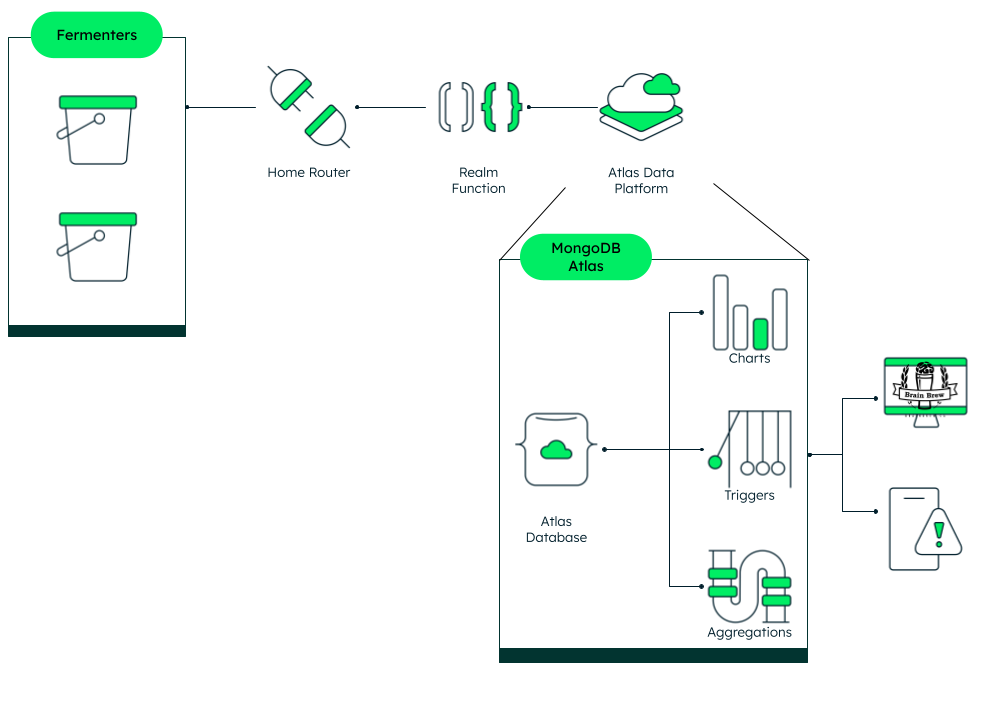 Fermenters
Home Router
Realm
Function
Atlas Data
Platform
MongoDB
Atlas
Charts
Brain Brew
Triggers
Atlas
Database
Aggregations